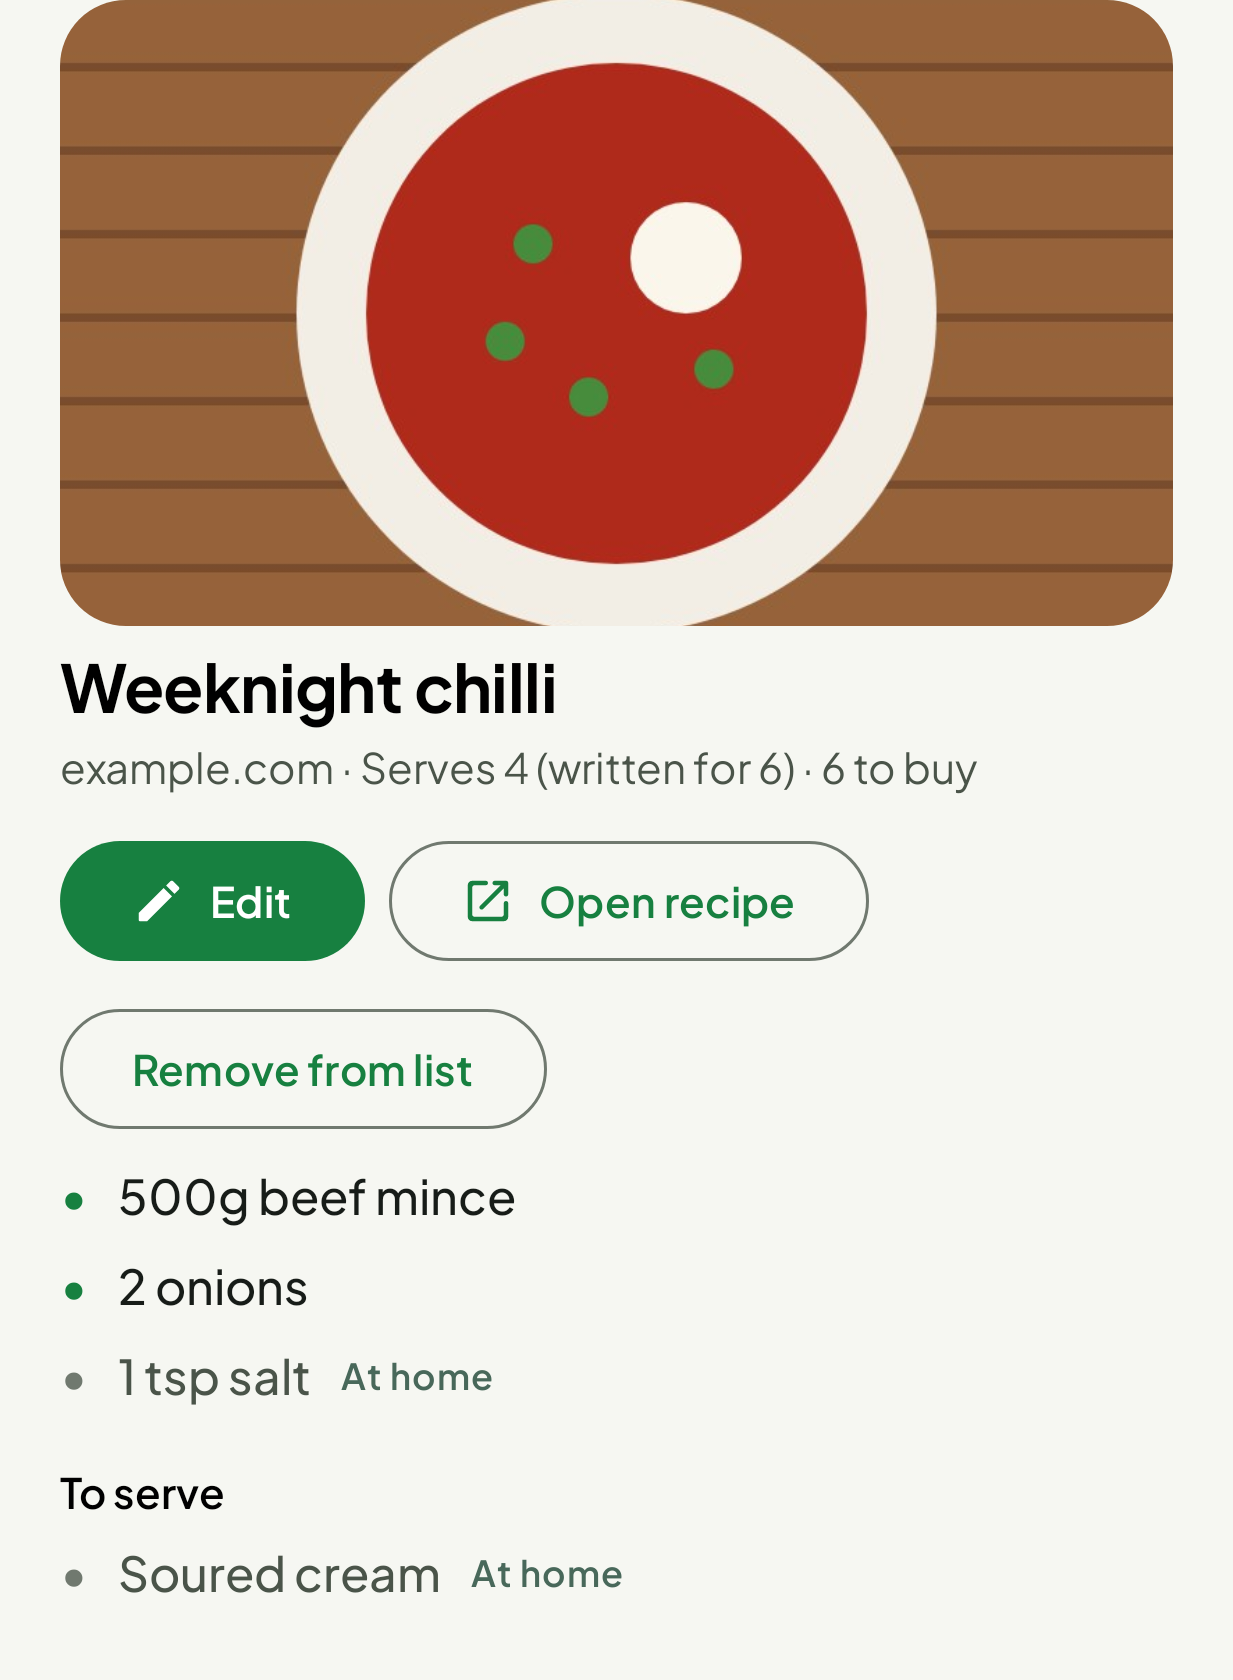 Weeknight chilli
example.com · Serves 4 (written for 6) · 6 to buy
Edit
Open recipe
Remove from list
• 500g beef mince
• 2 onions
• 1 tsp salt At home
To serve
• Soured cream At home